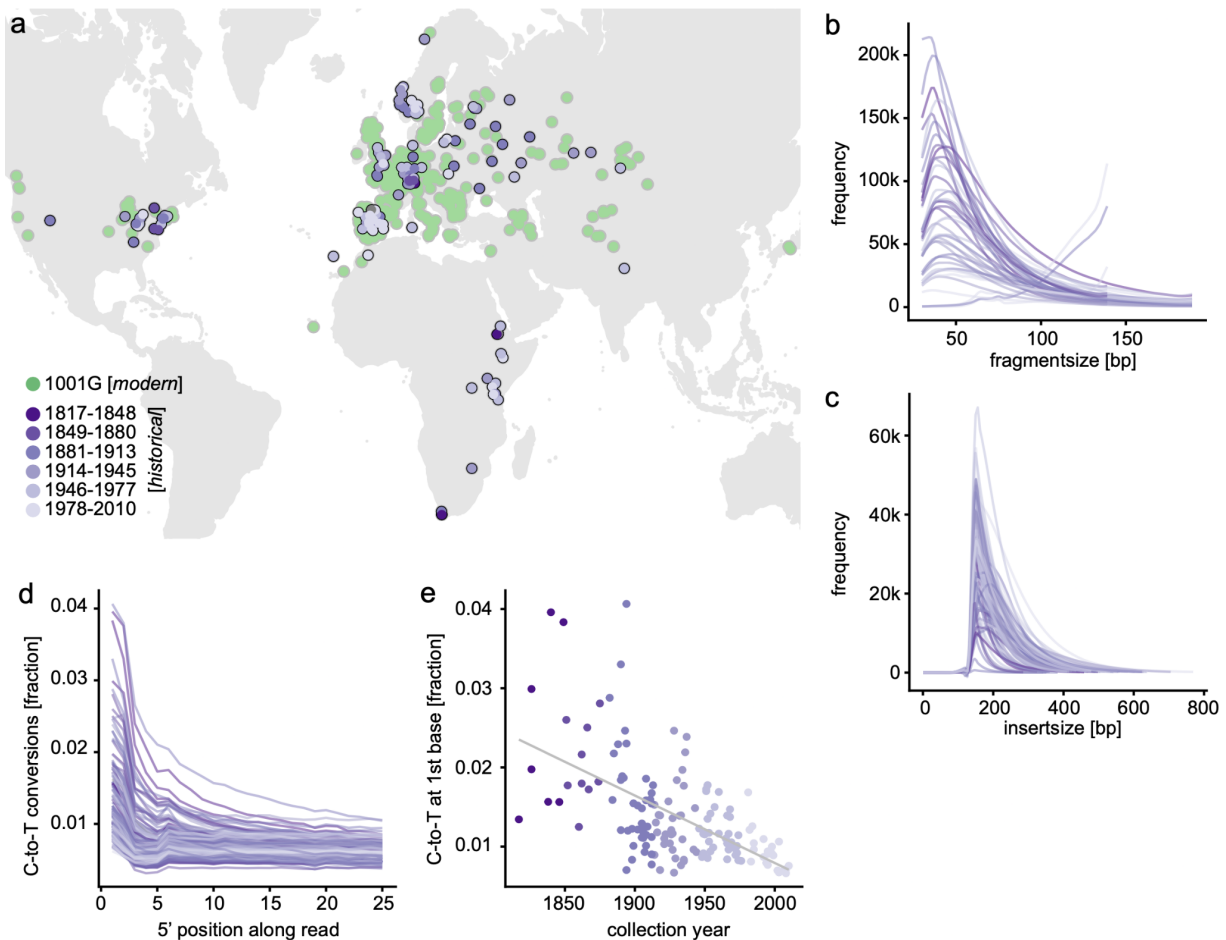 a
1001G [modern]
1817-1848
1849-1880
1881-1913
1914-1945
1946-1977
1978-2010
[historical]
b
200k
150k
100k
50k
0
frequency
50
100
150
fragmentsize [bp]
c
60k
40k
20k
0
frequency
0
200
400
600
800
insertsize [bp]
d
0.04
0.03
0.02
0.01
C-to-T conversions [fraction]
0
5
10
15
20
25
5’ position along read
e
0.04
0.03
0.02
0.01
C-to-T at 1st base [fraction]
1850
1900
1950
2000
collection year